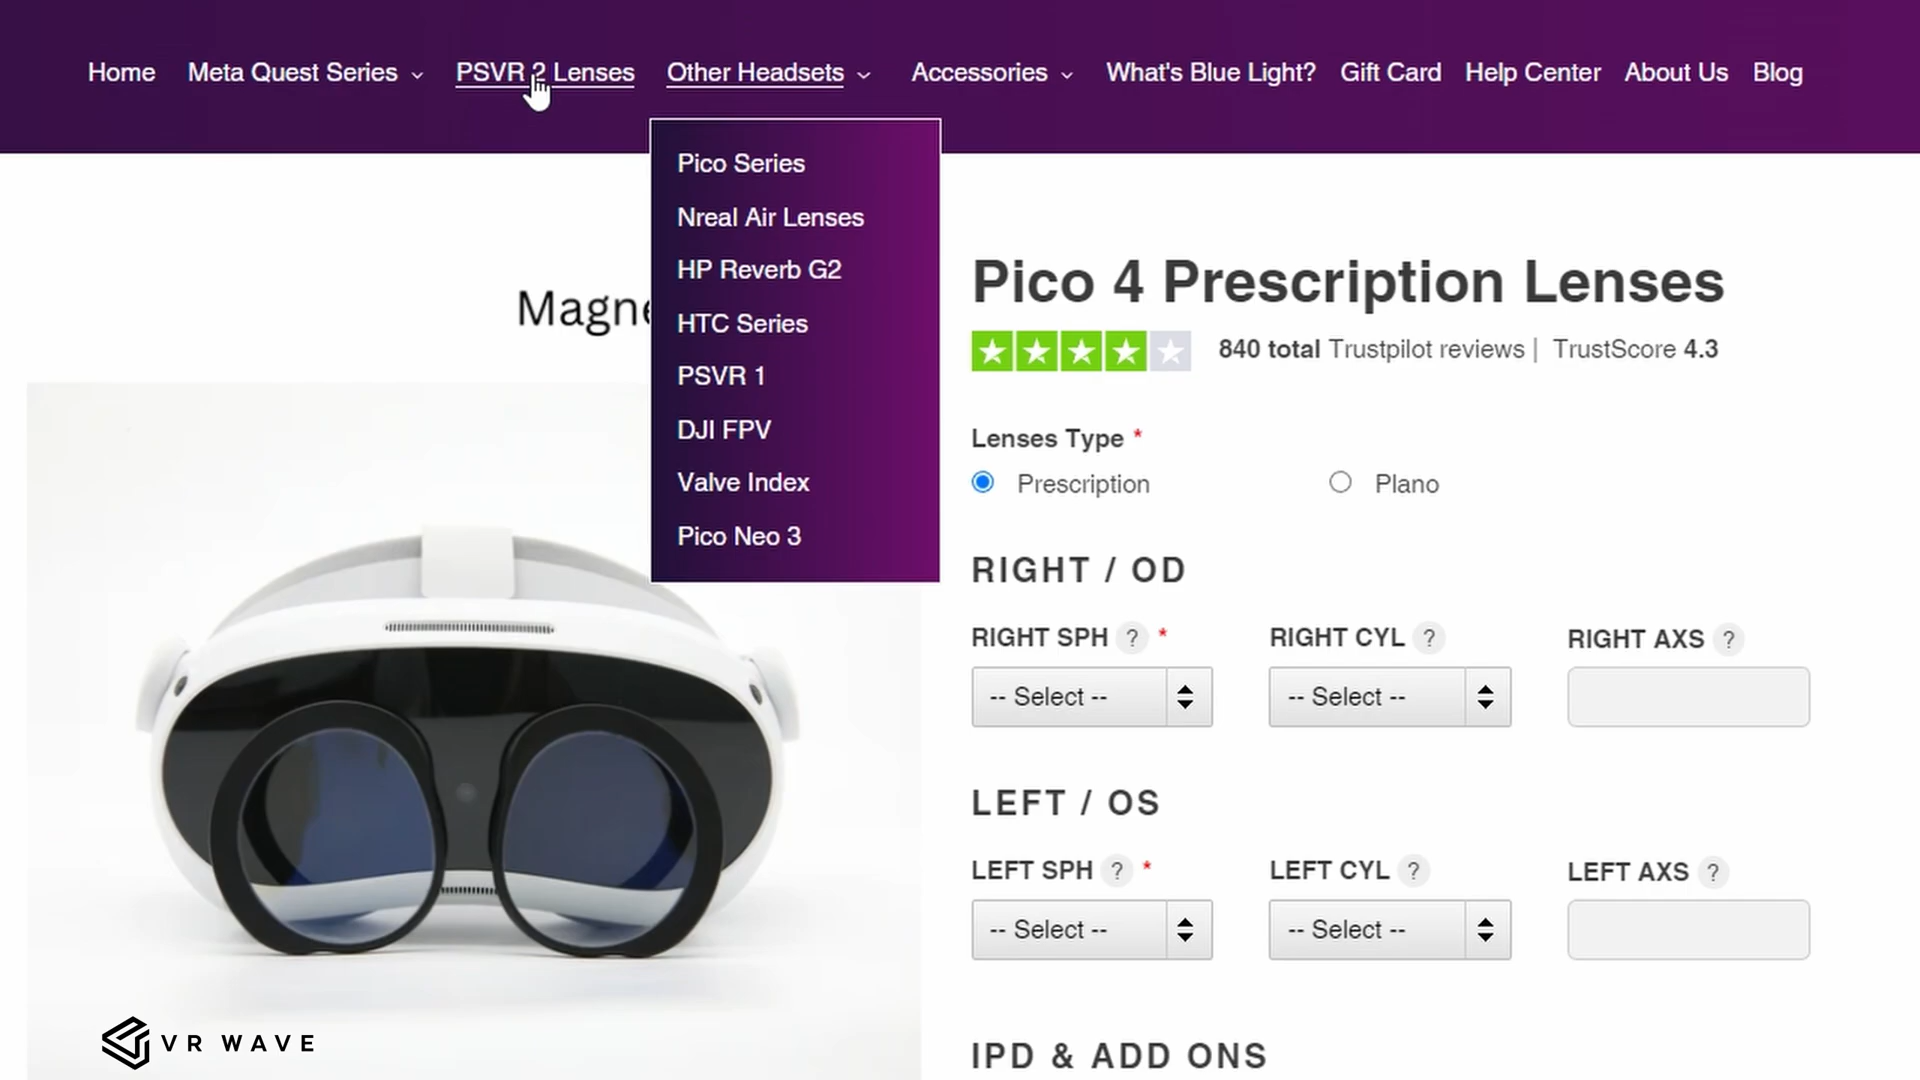 Home Meta Quest Series PSVR 2 Lenses Other Headsets Accessories What's Blue Light? Gift Card Help Center About Us Blog
Pico Series
Nreal Air Lenses
HP Reverb G2
HTC Series
PSVR 1
DJI FPV
Valve Index
Pico Neo 3
Pico 4 Prescription Lenses
840 total Trustpilot reviews | TrustScore 4.3
Lenses Type *
Prescription Plano
RIGHT / OD
RIGHT SPH ? * RIGHT CYL ? RIGHT AXS ?
-- Select -- -- Select --
LEFT / OS
LEFT SPH ? * LEFT CYL ? LEFT AXS ?
-- Select -- -- Select --
IPD & ADD ONS
VR WAVE